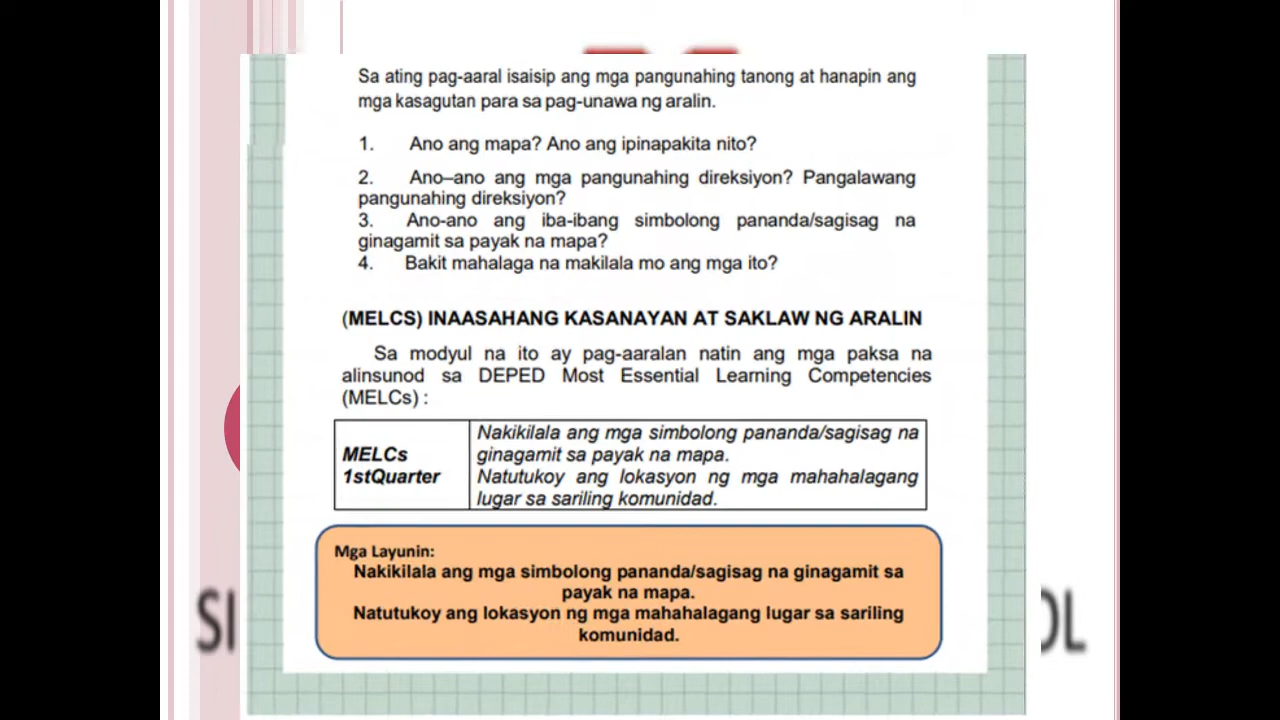 Sa ating pag-aaral isaisip ang mga pangunahing tanong at hanapin ang
mga kasagutan para sa pag-unawa ng aralin.
1. Ano ang mapa? Ano ang ipinapakita nito?
2. Ano–ano ang mga pangunahing direksiyon? Pangalawang
pangunahing direksiyon?
3. Ano-ano ang iba-ibang simbolong pananda/sagisag na
ginagamit sa payak na mapa?
4. Bakit mahalaga na makilala mo ang mga ito?
(MELCS) INAASAHANG KASANAYAN AT SAKLAW NG ARALIN
Sa modyul na ito ay pag-aaralan natin ang mga paksa na
alinsunod sa DEPED Most Essential Learning Competencies
(MELCs) :
MELCs
1stQuarter
Nakikilala ang mga simbolong pananda/sagisag na
ginagamit sa payak na mapa.
Natutukoy ang lokasyon ng mga mahahalagang
lugar sa sariling komunidad.
Mga Layunin:
Nakikilala ang mga simbolong pananda/sagisag na ginagamit sa
payak na mapa.
Natutukoy ang lokasyon ng mga mahahalagang lugar sa sariling
komunidad.